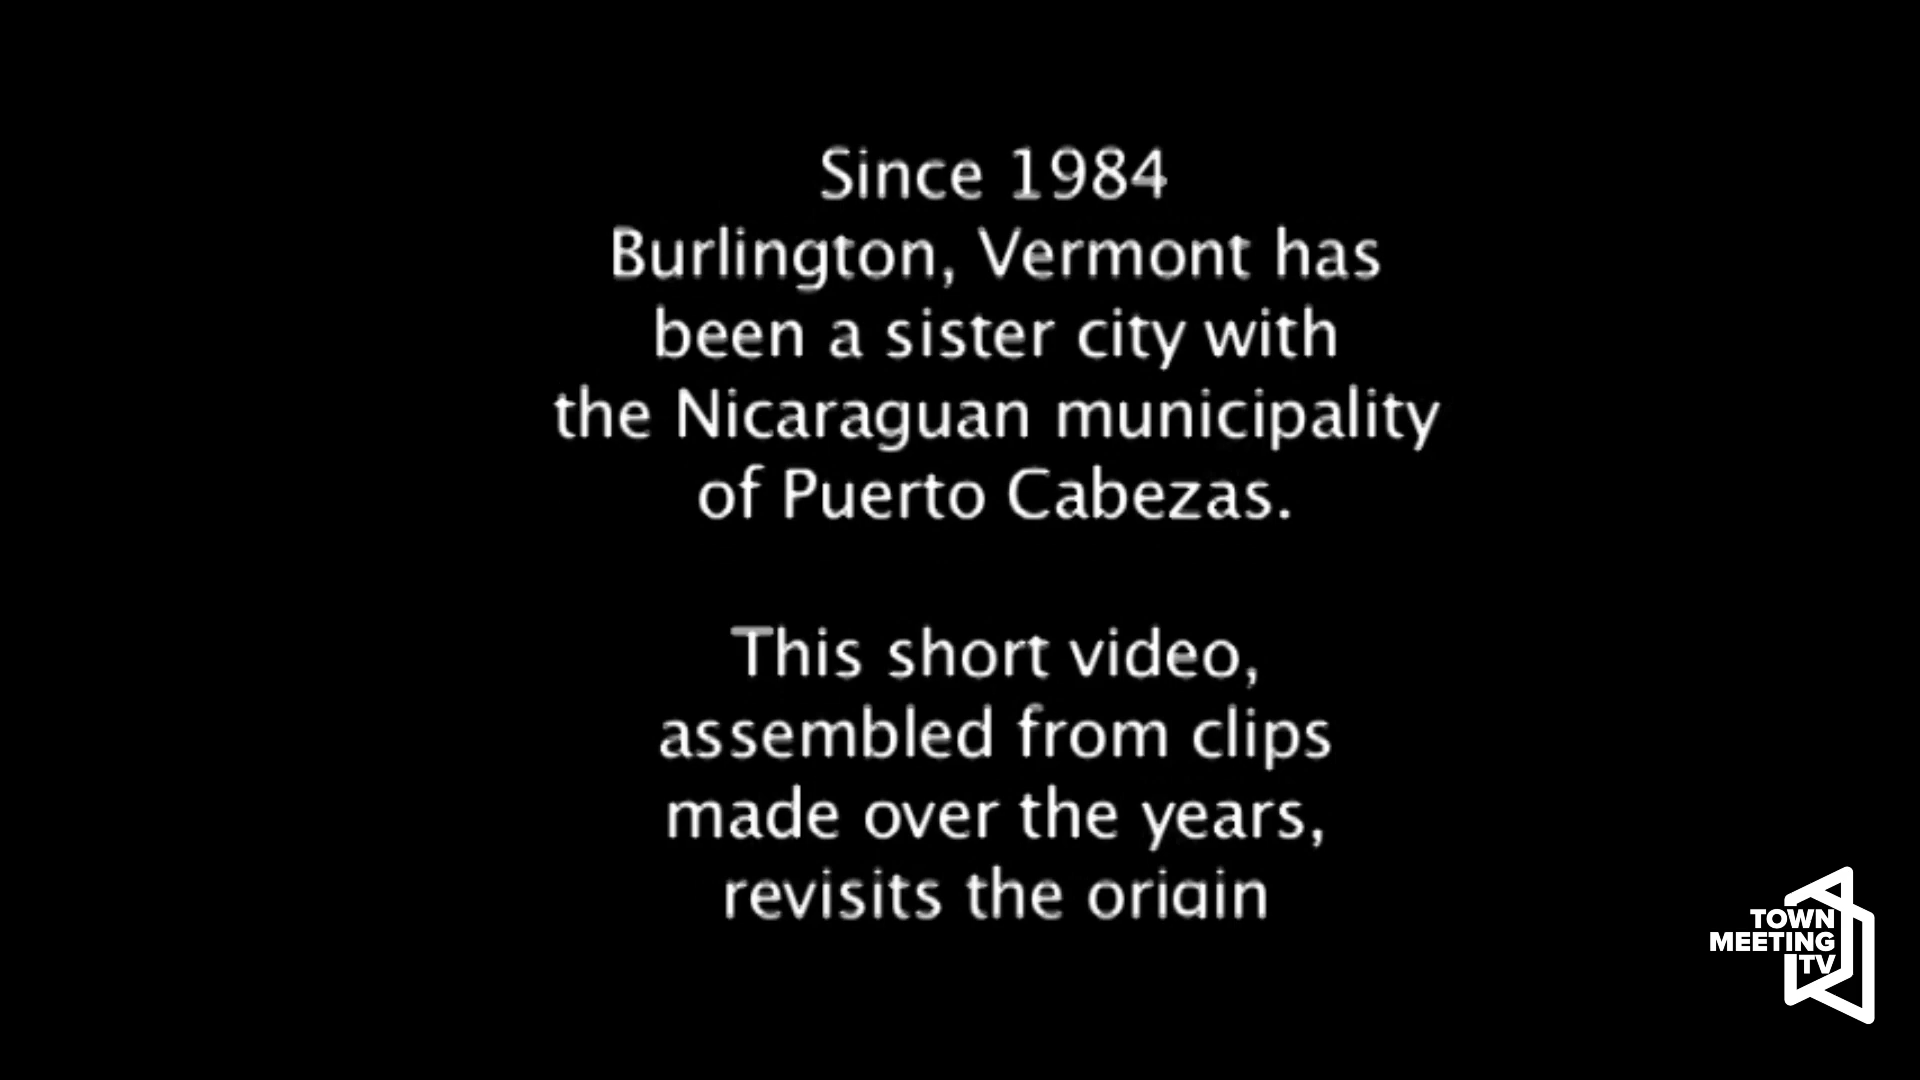 Since 1984
Burlington, Vermont has
been a sister city with
the Nicaraguan municipality
of Puerto Cabezas.
This short video,
assembled from clips
made over the years,
revisits the origin
TOWN
MEETING
TV